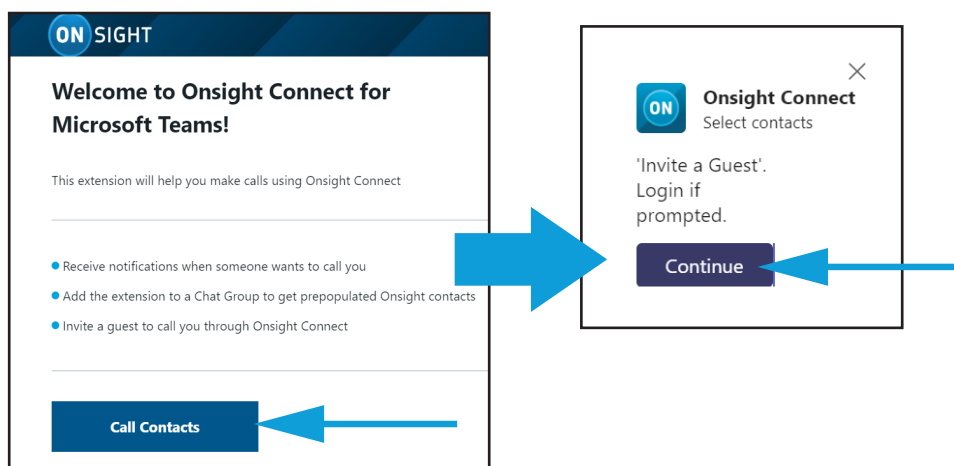 ON SIGHT
Welcome to Onsight Connect for
Microsoft Teams!
This extension will help you make calls using Onsight Connect
Receive notifications when someone wants to call you
Add the extension to a Chat Group to get prepopulated Onsight contacts
Invite a guest to call you through Onsight Connect
Call Contacts
ON
Onsight Connect
Select contacts
'Invite a Guest'.
Login if
prompted.
Continue